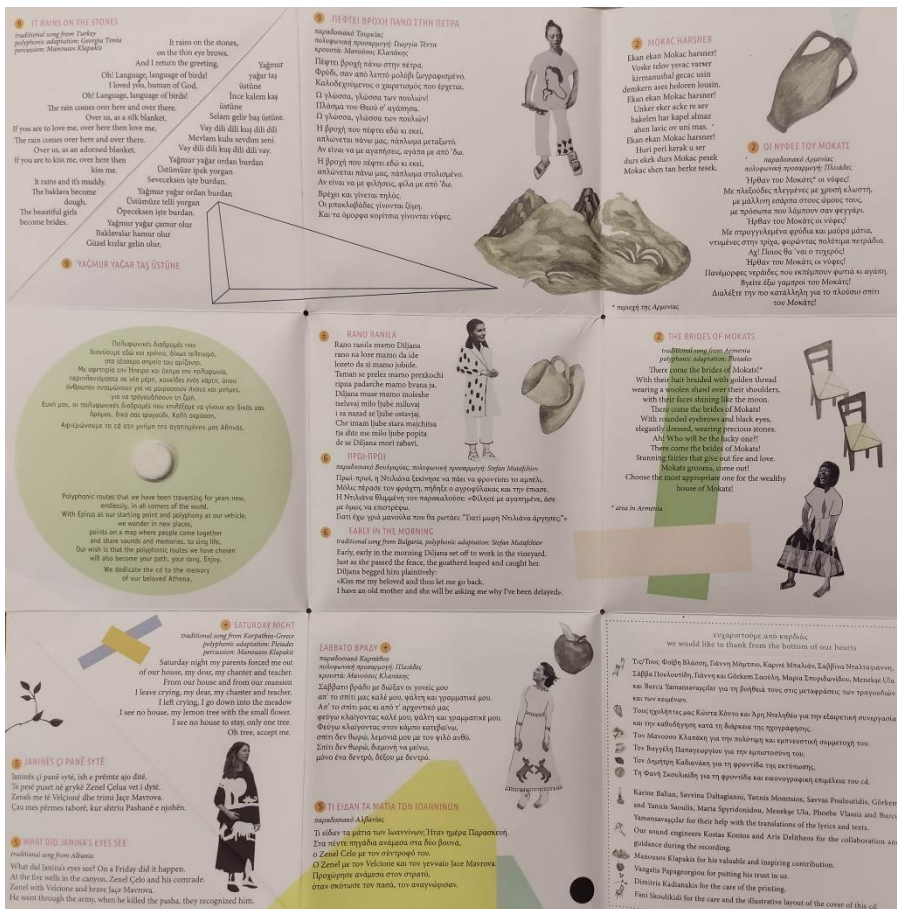 9 IT RAINS ON THE STONES
traditional song from Turkey
polyphonic adaptation: Georgia Tenta
percussion: Manousos Klapakis
It rains on the stones,
on the thin eye brows.
And I return the greeting.
Oh! Language, language of birds!
I loved you, human of God.
Oh! Language, language of birds!
The rain comes over here and over there.
Over us, as a silk blanket.
If you are to love me, over here then love me.
The rain comes over here and over there.
Over us, as an adorned blanket.
If you are to kiss me, over here then
kiss me.
It rains and it's muddy.
The baklava become
dough.
The beautiful girls
become brides.
Yağmur
yağar taş
üstüne
İnce kalem kaş
üstüne
Selam gelir baş üstüne.
Vay dili dili kuş dili dili
Mevlam kulu sevdim seni
Vay dili dili kuş dili dili vay.
Yağmur yağar ordan burdan
Üstümüze ipek yorgan
Seveceksen işte burdan.
Yağmur yağar ordan burdan
Üstümüze telli yorgan
Öpeceksen işte burdan.
Yağmur yağar çamur olur
Baklavalar hamur olur
Güzel kızlar gelin olur.
9 YAĞMUR YAĞAR TAŞ ÜSTÜNE
9 ΠΕΦΤΕΙ ΒΡΟΧΗ ΠΑΝΩ ΣΤΗΝ ΠΕΤΡΑ
παραδοσιακό Τουρκίας
πολυφωνική προσαρμογή: Γεωργία Τέντα
κρουστά: Μανούσος Κλαπάκης
Πέφτει βροχή πάνω στην πέτρα.
Φρύδι, σαν από λεπτό μολύβι ζωγραφισμένο.
Καλοδεχούμενος ο χαιρετισμός που έρχεται.
Ω γλώσσα, γλώσσα των πουλιών!
Πλάσμα του Θεού σ' αγάπησα.
Ω γλώσσα, γλώσσα των πουλιών!
Η βροχή που πέφτει εδώ κι εκεί,
απλώνεται πάνω μας, πάπλωμα μεταξωτό.
Αν είναι να με αγαπήσεις, αγάπα με από 'δω.
Η βροχή που πέφτει εδώ κι εκεί,
απλώνεται πάνω μας, πάπλωμα στολισμένο.
Αν είναι να με φιλήσεις, φίλα με από 'δω.
Βρέχει και γίνεται πηλός.
Οι μπακλαβάδες γίνονται ζύμη.
Και τα όμορφα κορίτσια γίνονται νύφες.
2 MOKAC HARSNER
Ekan ekan Mokac harsner!
Voske telov ysvac varser
kirmanushal gecac usin
demkern ases holoren lousin.
Ekan ekan Mokac harsner!
Unker eker acke re sev
hakelen har kapel almaz
ahen laric ov uni mas.
Ekan ekan Mokac harsner!
Huri peri kerak u ser
durs ekek durs Mokac pesek
Mokac shen tan berke tesek.
2 ΟΙ ΝΥΦΕΣ ΤΟΥ ΜΟΚΑΤΣ
παραδοσιακό Αρμενίας
πολυφωνική προσαρμογή: Πλειάδες
Ήρθαν του Μοκάτς* οι νύφες!
Με πλεξούδες πλεγμένες με χρυσή κλωστή,
με μάλλινη εσάρπα στους ώμους τους,
με πρόσωπα που λάμπουν σαν φεγγάρι.
Ήρθαν του Μοκάτς οι νύφες!
Με στρογγυλεμένα φρύδια και μαύρα μάτια,
ντυμένες στην τρίχα, φορώντας πολύτιμα πετράδια.
Αχ! Ποιος θα 'ναι ο τυχερός!
Ήρθαν του Μοκάτς οι νύφες!
Πανέμορφες νεράιδες που εκπέμπουν φωτιά κι αγάπη.
Βγείτε έξω γαμπροί του Μοκάτς!
Διαλέξτε την πιο κατάλληλη για το πλούσιο σπίτι
του Μοκάτς!
* περιοχή της Αρμενίας
Πολυφωνικές διαδρομές που
διανύουμε εδώ και χρόνια, δίχως τελειωμό,
στα τέσσερα σημεία του ορίζοντα.
Με αφετηρία την Ήπειρο και όχημα την πολυφωνία,
περιπλανιόμαστε σε νέα μέρη, κουκίδες ενός χάρτη, όπου
άνθρωποι ανταμώνουν για να μοιραστούν ήχους και μνήμες,
για να τραγουδήσουν τη ζωή.
Ευχή μας, οι πολυφωνικές διαδρομές που επιλέξαμε να γίνουν και δικός σας
δρόμος, δικό σας τραγούδι. Καλή ακρόαση.
Αφιερώνουμε το cd στη μνήμη της αγαπημένης μας Αθηνάς.
Polyphonic routes that we have been traversing for years now,
endlessly, in all corners of the world.
With Epirus as our starting point and polyphony as our vehicle,
we wander in new places,
points on a map where people come together
and share sounds and memories, to sing life.
Our wish is that the polyphonic routes we have chosen
will also become your path, your song. Enjoy.
We dedicate the cd to the memory
of our beloved Athena.
6 RANO RANILA
Rano ranila mamo Diljana
rano na loze mamo da ide
lozeto da si mamo jobide.
Taman se prelez mamo prexkochi
ripna padarche mamo hvana ja.
Diljana muse mamo moleshe
tseluvaj milo ljube miluvaj
i ra nazad se ljube ostavjaj.
Che imam ljube stara majchitsa
tja shte me milo ljube popita
de se Diljana mori zabavi.
6 ΠΡΩΙ-ΠΡΩΙ
παραδοσιακό Βουλγαρίας, πολυφωνική προσαρμογή: Stefan Mutafchiev
Πρωί πρωί, η Ντιλιάνα ξεκίνησε να πάει να φροντίσει το αμπέλι.
Μόλις πέρασε τον φράχτη, πήδηξε ο αγροφύλακας και την έπιασε.
Η Ντιλιάνα θλιμμένη τον παρακαλούσε: «Φίλησέ με αγαπημένε, άσε
με όμως να επιστρέψω.
Γιατί έχω γριά μανούλα που θα ρωτάει: "Γιατί μωρή Ντιλιάνα άργησες;"»
6 EARLY IN THE MORNING
traditional song from Bulgaria, polyphonic adaptation: Stefan Mutafchiev
Early, early in the morning Diljana set off to work in the vineyard.
Just as she passed the fence, the goatherd leaped and caught her.
Diljana begged him plaintively:
«Kiss me my beloved and then let me go back.
I have an old mother and she will be asking me why I've been delayed».
2 THE BRIDES OF MOKATS
traditional song from Armenia
polyphonic adaptation: Pleiades
There come the brides of Mokats!*
With their hair braided with golden thread
wearing a woolen shawl over their shoulders,
with their faces shining like the moon.
There come the brides of Mokats!
With rounded eyebrows and black eyes,
elegantly dressed, wearing precious stones.
Ah! Who will be the lucky one?!
There come the brides of Mokats!
Stunning fairies that give out fire and love.
Mokats grooms, come out!
Choose the most appropriate one for the wealthy
house of Mokats!
* area in Armenia
+ SATURDAY NIGHT
traditional song from Karpathos-Greece
polyphonic adaptation: Pleiades
percussion: Manousos Klapakis
Saturday night my parents forced me out
of our house, my dear, my chanter and teacher.
From our house and from our mansion
I leave crying, my dear, my chanter and teacher.
I left crying, I go down into the meadow
I see no house, my lemon tree with the small flower.
I see no house to stay, only one tree.
Oh tree, accept me.
5 JANINËS ÇI PANË SYTË
Janinës çi panë sytë, ish e prëmte ajo ditë.
Te pesë puset në grykë Zenel Çelua vet i dytë.
Zeneli me të Velçionë dhe trimi Jaçe Mavrova.
Çau mes përmes taborë, kur shtriu Pashanë e njohën.
5 WHAT DID JANINA'S EYES SEE
traditional song from Albania
What did Janina's eyes see? On a Friday did it happen.
At the five wells in the canyon, Zenel Çelo and his comrade.
Zenel with Velcione and brave Jaçe Mavrova.
He went through the army, when he killed the pasha, they recognized him.
ΣΑΒΒΑΤΟ ΒΡΑΔΥ +
παραδοσιακό Καρπάθου
πολυφωνική προσαρμογή: Πλειάδες
κρουστά: Μανούσος Κλαπάκης
Σάββατο βράδυ με διώξαν οι γονείς μου
απ' το σπίτι μας καλέ μου, ψάλτη και γραμματικέ μου.
Απ' το σπίτι μας κι από τ' αρχοντικό μας
φεύγω κλαίγοντας καλέ μου, ψάλτη και γραμματικέ μου.
Φεύγω κλαίγοντας στον κάμπο κατεβαίνω,
σπίτι δεν θωρώ, λεμονιά μου με τον ψιλό ανθό.
Σπίτι δεν θωρώ, διεμονή να μείνω,
μόνο ένα δεντρό, δέξου με δεντρό.
5 ΤΙ ΕΙΔΑΝ ΤΑ ΜΑΤΙΑ ΤΩΝ ΙΩΑΝΝΙΝΩΝ
παραδοσιακό Αλβανίας
Τι είδαν τα μάτια των Ιωαννίνων; Ήταν ημέρα Παρασκευή.
Στα πέντε πηγάδια ανάμεσα στα δύο βουνά,
ο Zenel Celo με τον σύντροφό του.
Ο Zenel με τον Velcione και τον γενναίο Jace Mavrova.
Προχώρησε ανάμεσα στον στρατό,
όταν σκότωσε τον πασά, τον αναγνώρισαν.
ευχαριστούμε από καρδιάς
we would like to thank from the bottom of our hearts
Τις/Τους Φοίβη Βλάσση, Γιάννη Μόμτσιο, Καρινέ Μπαλιάν, Σαββίνα Νταλταγιάννη,
Σάββα Πουλουτίδη, Γιάννη και Γκόρκεμ Σαούλη, Μαρία Σπυριδωνίδου, Menekşe Ulu
και Burcu Yamansavaşçılar για τη βοήθειά τους στις μεταφράσεις των τραγουδιών
και των κειμένων.
Τους ηχολήπτες μας Κώστα Κόντο και Άρη Ντεληθέο για την εξαιρετική συνεργασία
και την καθοδήγηση κατά τη διάρκεια της ηχογράφησης.
Τον Μανούσο Κλαπάκη για την πολύτιμη και εμπνευστική συμμετοχή του.
Τον Βαγγέλη Παπαγεωργίου για την εμπιστοσύνη του.
Τον Δημήτρη Καδιανάκη για τη φροντίδα της εκτύπωσης.
Τη Φανή Σκουλικίδη για τη φροντίδα και εικονογραφική επιμέλεια του cd.
Karine Balian, Savvina Daltagianni, Yannis Momtsios, Savvas Pouloutidis, Görkem
and Yannis Saoulis, Maria Spyridonidou, Menekşe Ulu, Phoebe Vlassis and Burcu
Yamansavaşçılar for their help with the translations of the lyrics and texts.
Our sound engineers Kostas Kontos and Aris Delitheos for the collaboration and
guidance during the recording.
Manousos Klapakis for his valuable and inspiring contribution.
Vangelis Papageorgiou for putting his trust in us.
Dimitris Kadianakis for the care of the printing.
Fani Skoulikidi for the care and the illustrative layout of the cover of this cd.